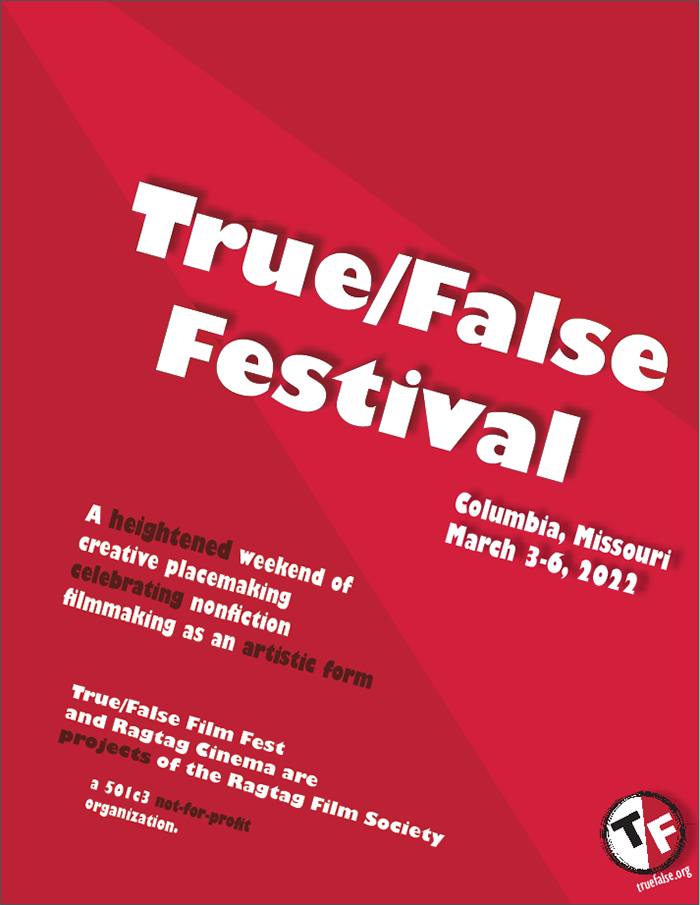 True/False
Festival
Columbia, Missouri
March 3-6, 2022
A heightened weekend of
creative placemaking
celebrating nonfiction
filmmaking as an artistic form
True/False Film Fest
and Ragtag Cinema are
projects of the Ragtag Film Society
a 501c3 not-for-profit
organization.
TF
truefalse.org